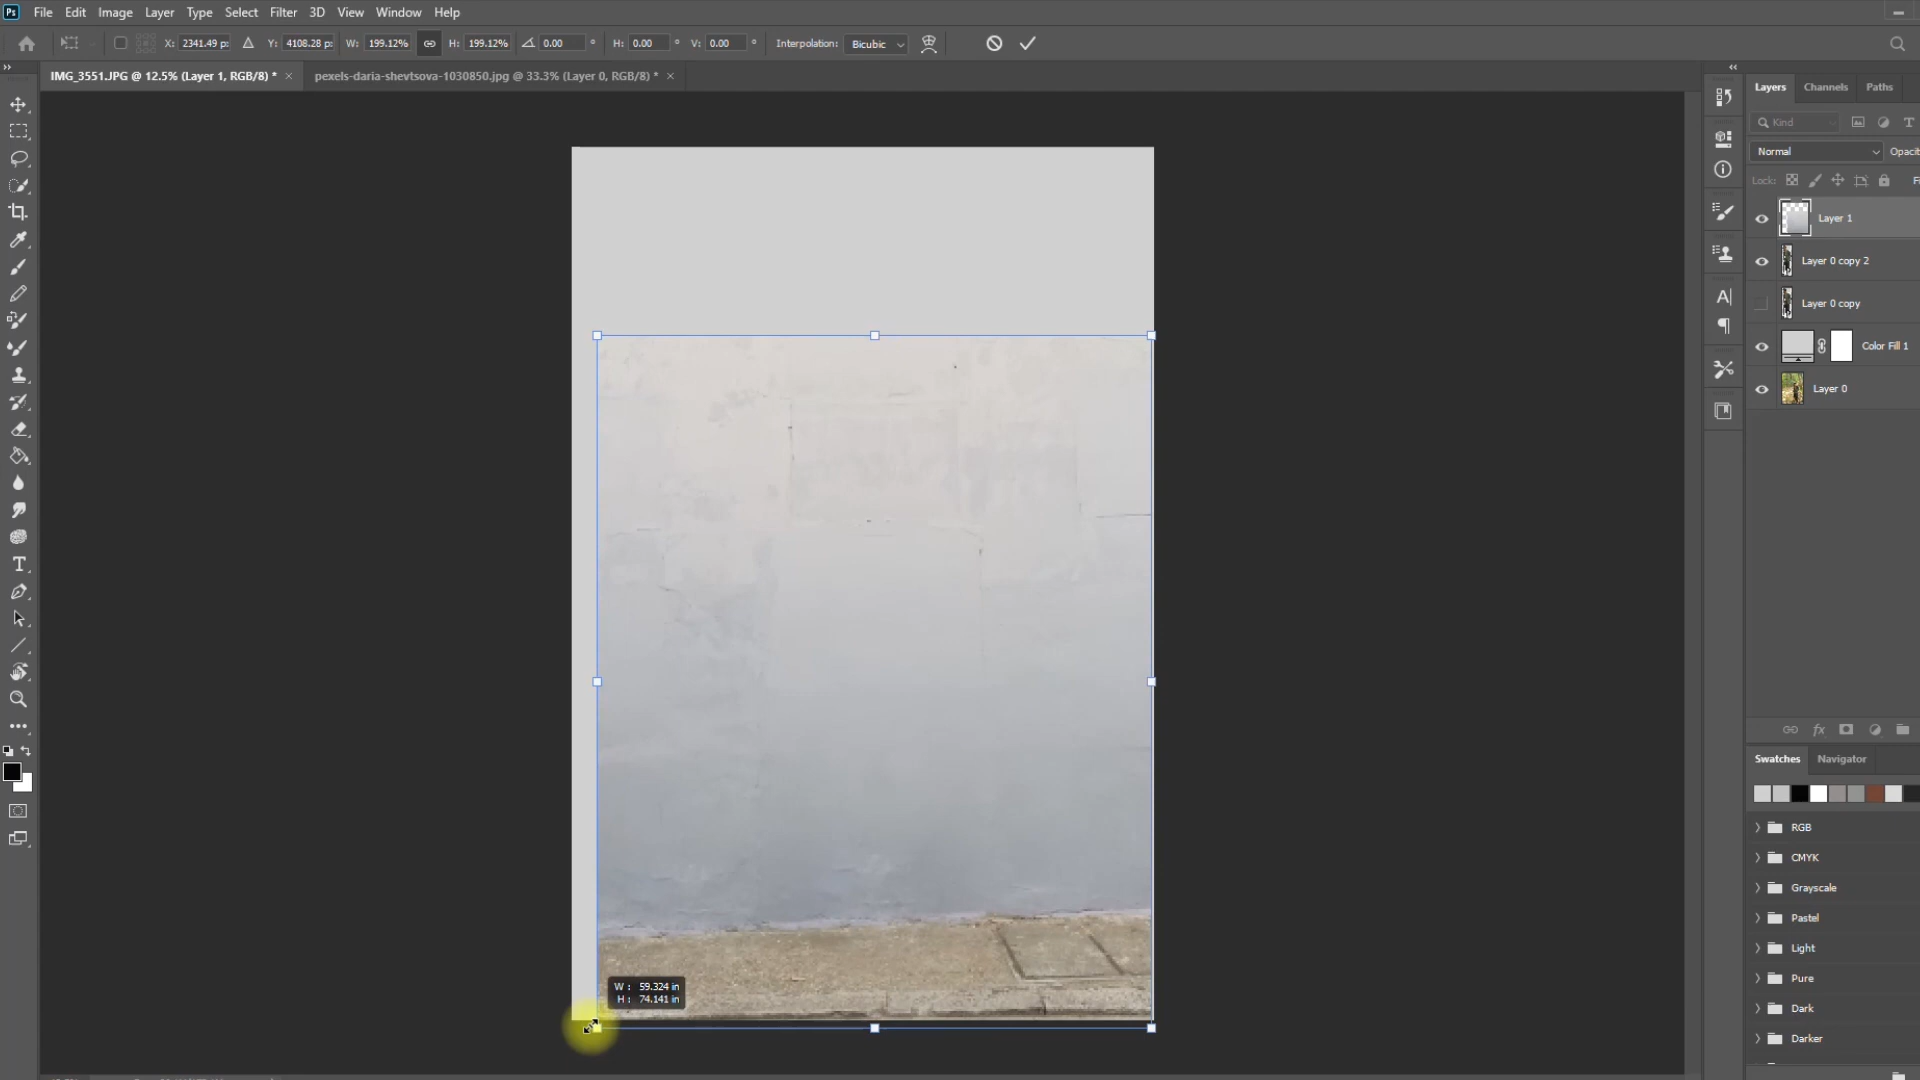 Ps File Edit Image Layer Type Select Filter 3D View Window Help
X: 2341.49 p: Y: 4108.28 p: W: 199.12% H: 199.12% 0.00 ° H: 0.00 ° V: 0.00 ° Interpolation: Bicubic
IMG_3551.JPG @ 12.5% (Layer 1, RGB/8) * × pexels-daria-shevtsova-1030850.jpg @ 33.3% (Layer 0, RGB/8) * ×
Layers Channels Paths
Kind
Normal Opacit
Lock: Fi
Layer 1
Layer 0 copy 2
Layer 0 copy
Color Fill 1
Layer 0
fx
Swatches Navigator
RGB
CMYK
Grayscale
Pastel
Light
Pure
Dark
Darker
W : 59.324 in
H : 74.141 in